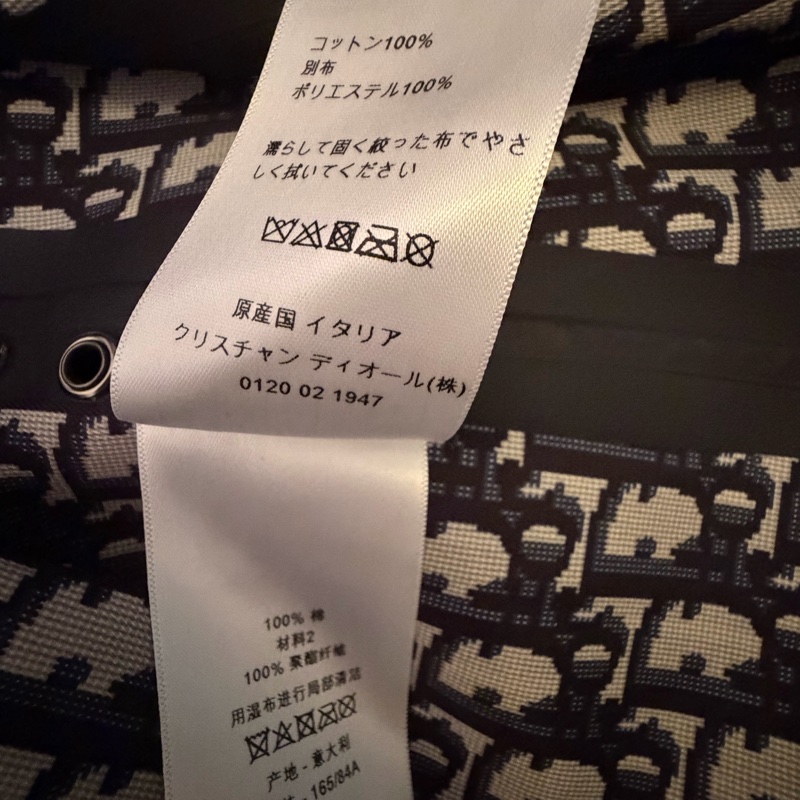 コットン100%
別布
ポリエステル100%
濡らして固く絞った布でやさ
しく拭いてください
原産国 イタリア
クリスチャン ディオール(株)
0120 02 1947
100% 棉
材料2
100% 聚酯纤维
用湿布进行局部清洁
产地 - 意大利
- 165/84A